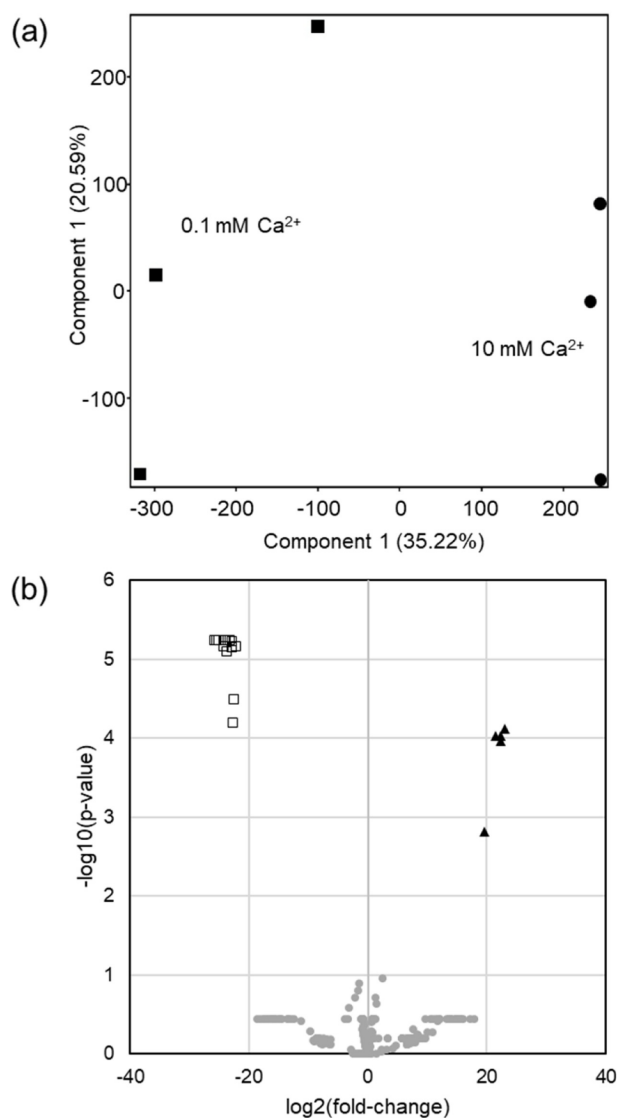 (a)
200
100
0
-100
Component 1 (20.59%)
0.1 mM Ca²⁺
10 mM Ca²⁺
-300 -200 -100 0 100 200
Component 1 (35.22%)
(b)
6
5
4
3
2
1
0
-log10(p-value)
-40 -20 0 20 40
log2(fold-change)